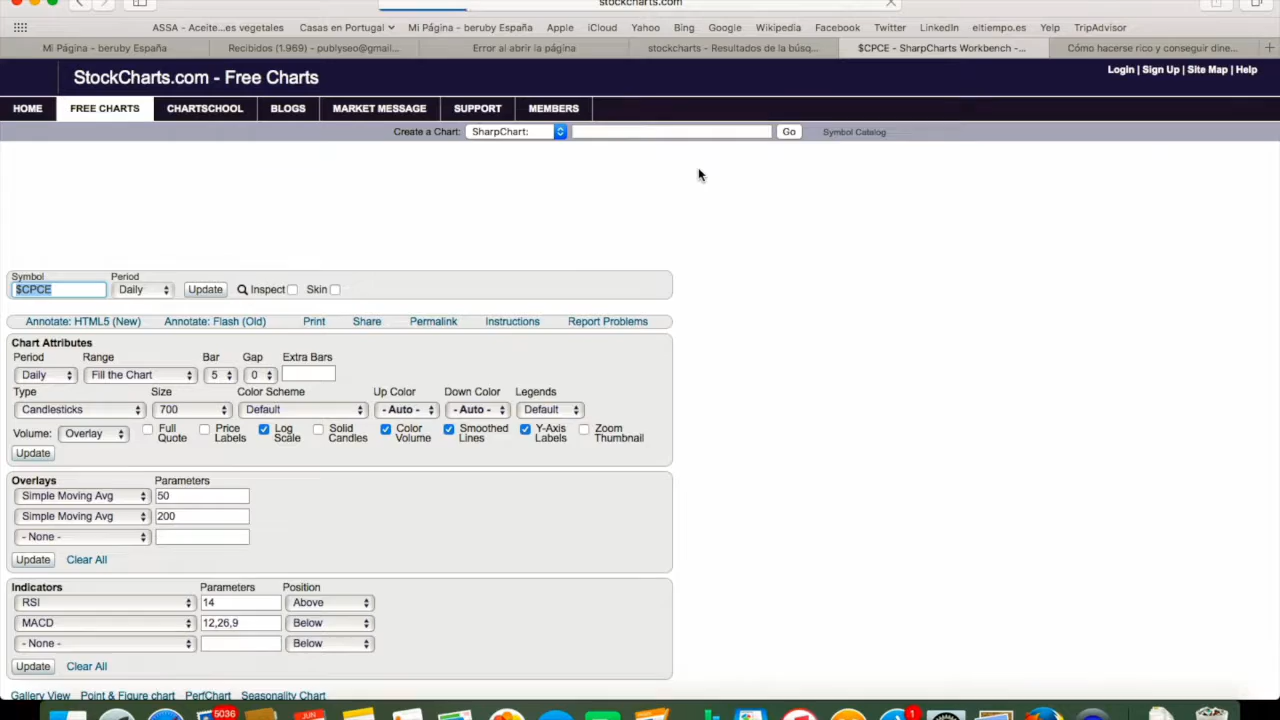 stockcharts.com
ASSA - Aceite...es vegetales Casas en Portugal Mi Página - beruby España Apple iCloud Yahoo Bing Google Wikipedia Facebook Twitter LinkedIn eltiempo.es Yelp TripAdvisor
Mi Página - beruby España Recibidos (1.969) - publyseo@gmail... Error al abrir la página stockcharts - Resultados de la búsq... $CPCE - SharpCharts Workbench -... Cómo hacerse rico y conseguir dine...
StockCharts.com - Free Charts
Login | Sign Up | Site Map | Help
HOME FREE CHARTS CHARTSCHOOL BLOGS MARKET MESSAGE SUPPORT MEMBERS
Create a Chart: SharpChart: Go Symbol Catalog
Symbol Period
$CPCE Daily Update Inspect Skin
Annotate: HTML5 (New) Annotate: Flash (Old) Print Share Permalink Instructions Report Problems
Chart Attributes
Period Range Bar Gap Extra Bars
Daily Fill the Chart 5 0
Type Size Color Scheme Up Color Down Color Legends
Candlesticks 700 Default - Auto - - Auto - Default
Volume: Overlay Full Quote Price Labels Log Scale Solid Candles Color Volume Smoothed Lines Y-Axis Labels Zoom Thumbnail
Update
Overlays Parameters
Simple Moving Avg 50
Simple Moving Avg 200
- None -
Update Clear All
Indicators Parameters Position
RSI 14 Above
MACD 12,26,9 Below
- None - Below
Update Clear All
Gallery View Point & Figure chart PerfChart Seasonality Chart
5036 JUN 1